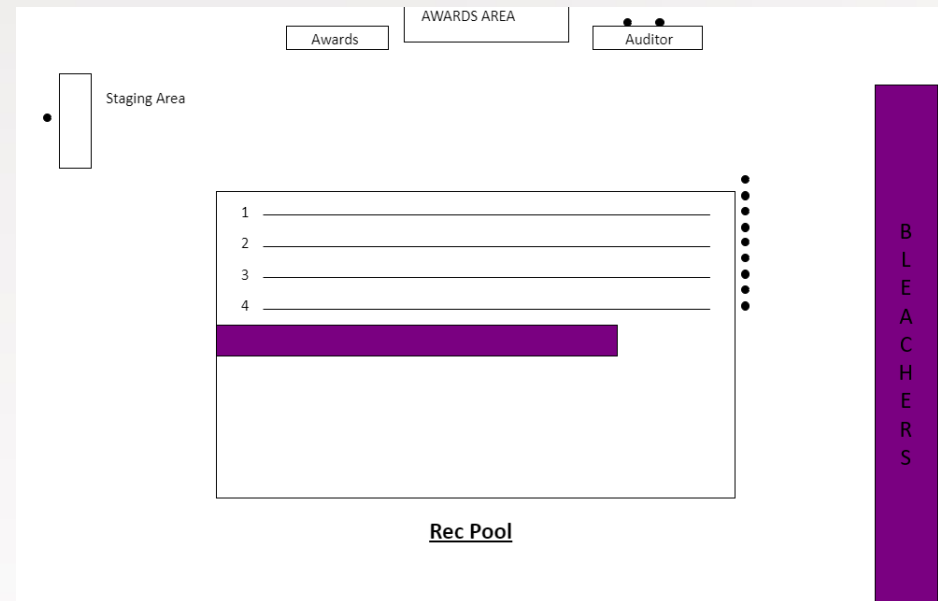 AWARDS AREA
Awards
Auditor
Staging Area
1
2
3
4
B
L
E
A
C
H
E
R
S
Rec Pool